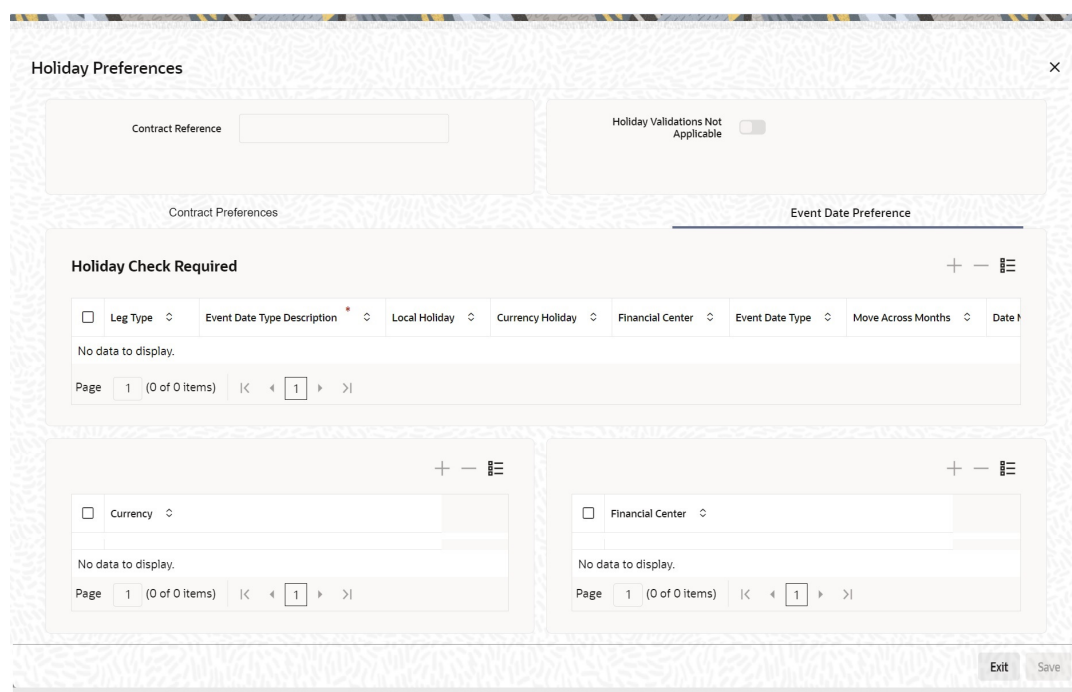 Holiday Preferences
Contract Reference
Holiday Validations Not
Applicable
Contract Preferences
Event Date Preference
Holiday Check Required
Leg Type Event Date Type Description * Local Holiday Currency Holiday Financial Center Event Date Type Move Across Months Date M
No data to display.
Page 1 (0 of 0 items) 1
Currency
No data to display.
Page 1 (0 of 0 items) 1
Financial Center
No data to display.
Page 1 (0 of 0 items) 1
Exit Save